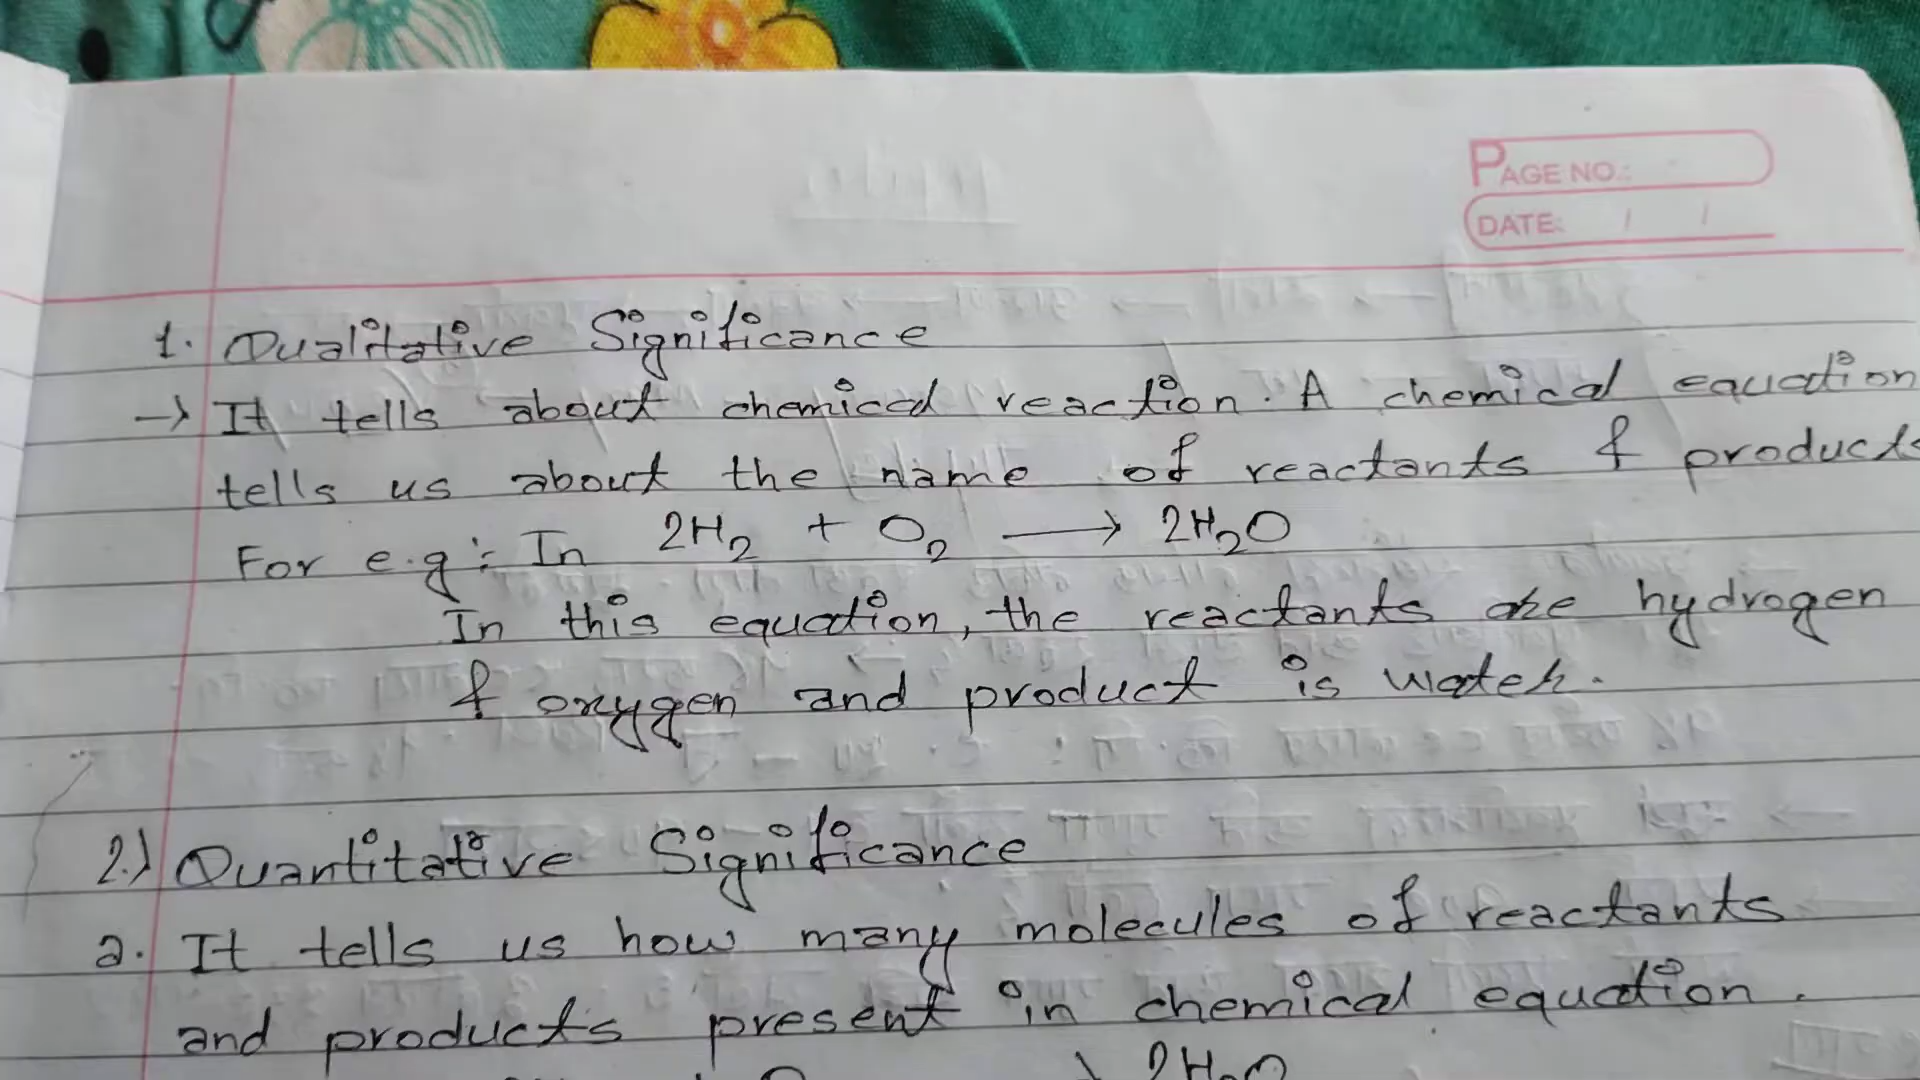 PAGE NO.:
DATE: / /
1. Qualitative Significance
→ It tells about chemical reaction. A chemical equation
tells us about the name of reactants & products
For e.g: In 2H₂ + O₂ ⟶ 2H₂O
In this equation, the reactants are hydrogen
& oxygen and product is water.
2.) Quantitative Significance
a. It tells us how many molecules of reactants
and products present in chemical equation.
2H₂O